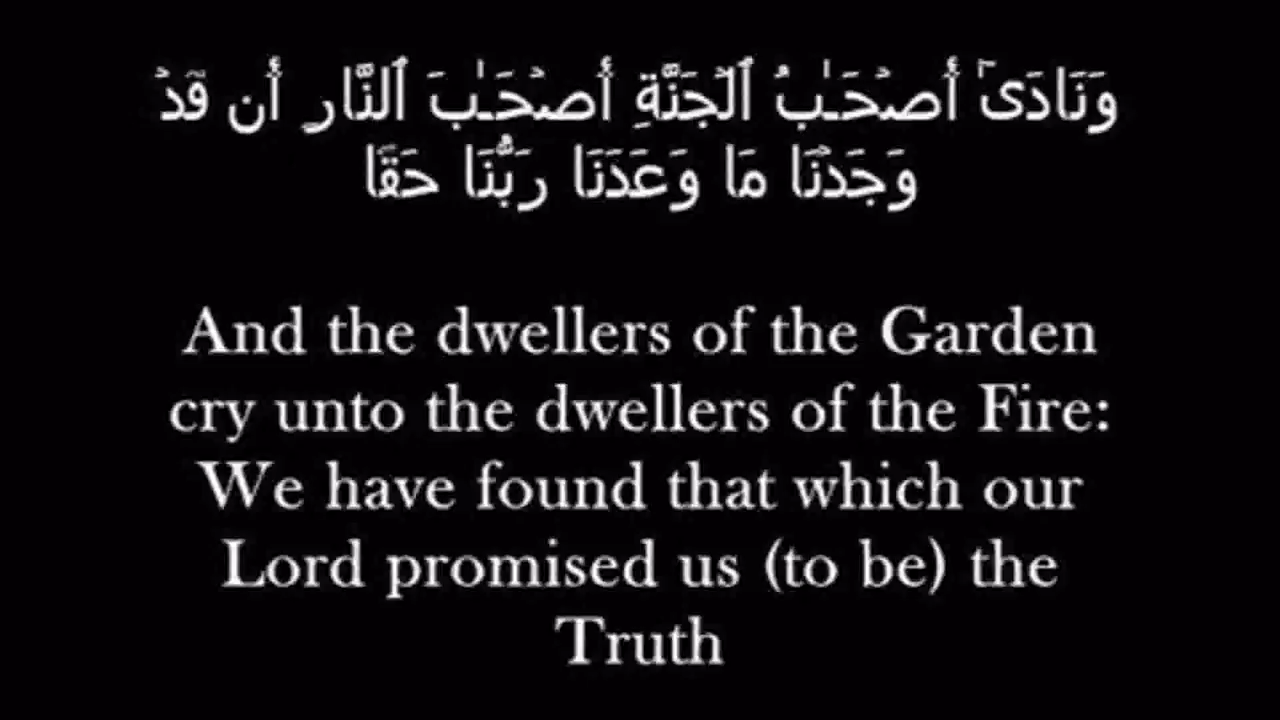 وَنَادَىٰٓ أَصۡحَـٰبُ ٱلۡجَنَّةِ أَصۡحَـٰبَ ٱلنَّارِ أَن قَدۡ
وَجَدۡنَا مَا وَعَدَنَا رَبُّنَا حَقًّا
And the dwellers of the Garden
cry unto the dwellers of the Fire:
We have found that which our
Lord promised us (to be) the
Truth